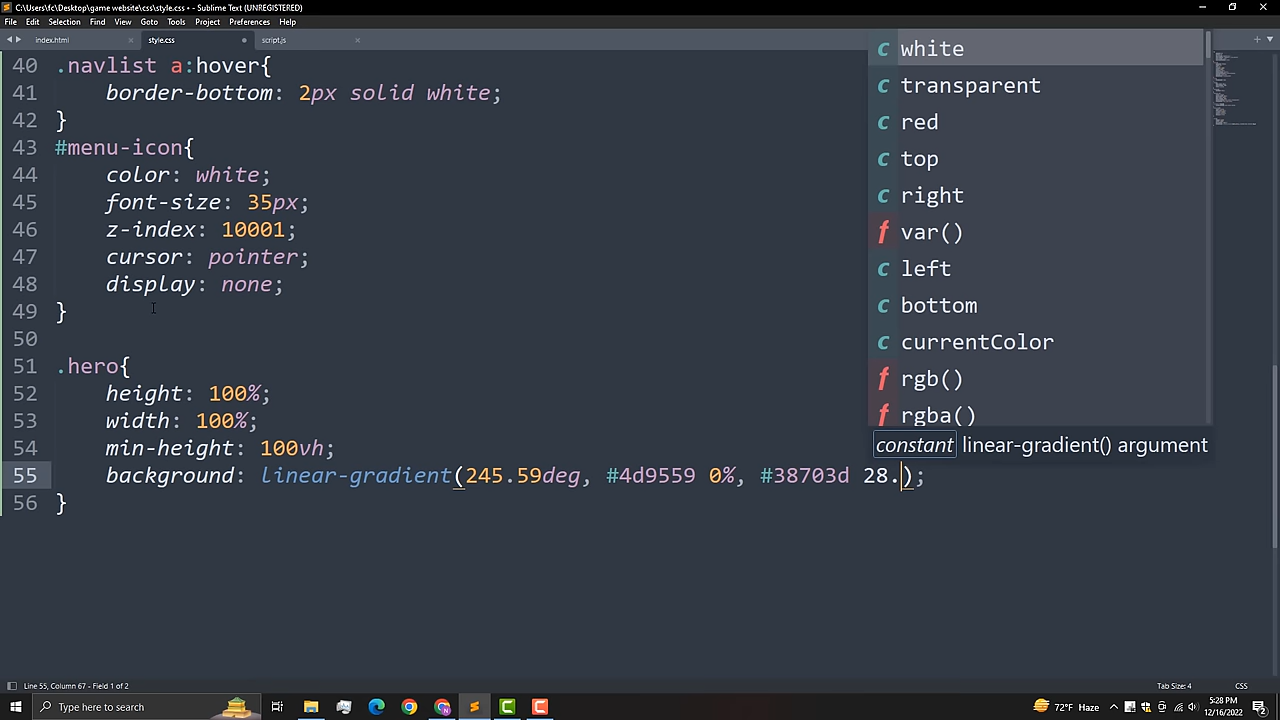 C:\Users\fc\Desktop\game website\css\style.css • - Sublime Text (UNREGISTERED)
File Edit Selection Find View Goto Tools Project Preferences Help
index.html style.css script.js
40 .navlist a:hover{
41 border-bottom: 2px solid white;
42 }
43 #menu-icon{
44 color: white;
45 font-size: 35px;
46 z-index: 10001;
47 cursor: pointer;
48 display: none;
49 }
50
51 .hero{
52 height: 100%;
53 width: 100%;
54 min-height: 100vh;
55 background: linear-gradient(245.59deg, #4d9559 0%, #38703d 28.);
56 }
c white
c transparent
c red
c top
c right
f var()
c left
c bottom
c currentColor
f rgb()
f rgba()
constant linear-gradient() argument
Line 55, Column 67 - Field 1 of 2
Tab Size: 4
CSS
Type here to search
72°F Haze
5:28 PM
12/16/2022
2